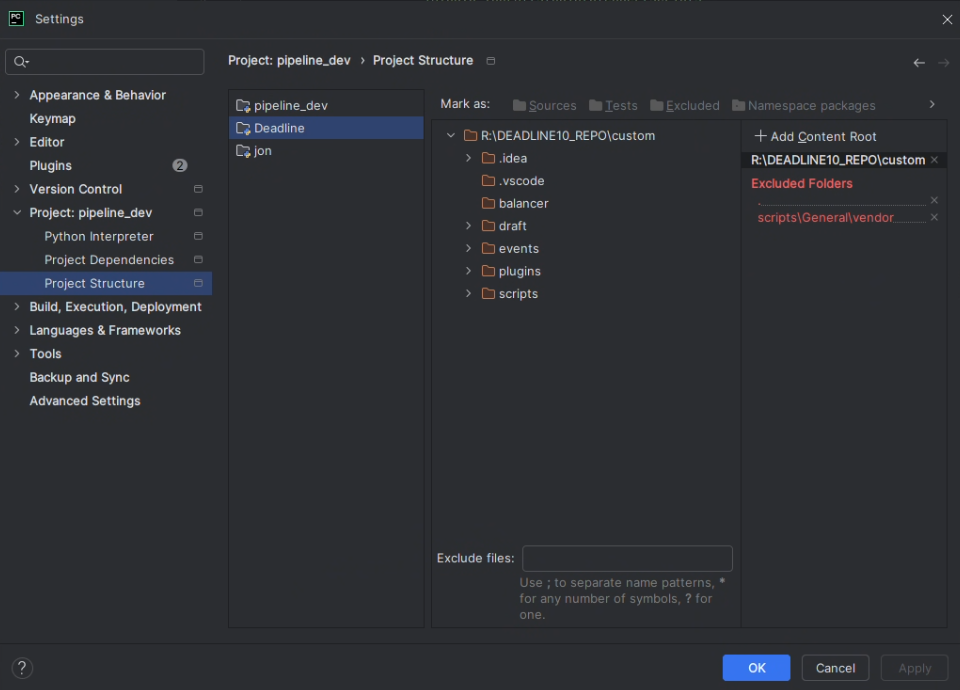 PC
Settings
Project: pipeline_dev › Project Structure
Appearance & Behavior
Keymap
Editor
Plugins 2
Version Control
Project: pipeline_dev
Python Interpreter
Project Dependencies
Project Structure
Build, Execution, Deployment
Languages & Frameworks
Tools
Backup and Sync
Advanced Settings
pipeline_dev
Deadline
jon
Mark as: Sources Tests Excluded Namespace packages
R:\DEADLINE10_REPO\custom
.idea
.vscode
balancer
draft
events
plugins
scripts
+ Add Content Root
R:\DEADLINE10_REPO\custom
Excluded Folders
.
scripts\General\vendor
Exclude files:
Use ; to separate name patterns, *
for any number of symbols, ? for
one.
?
OK Cancel Apply